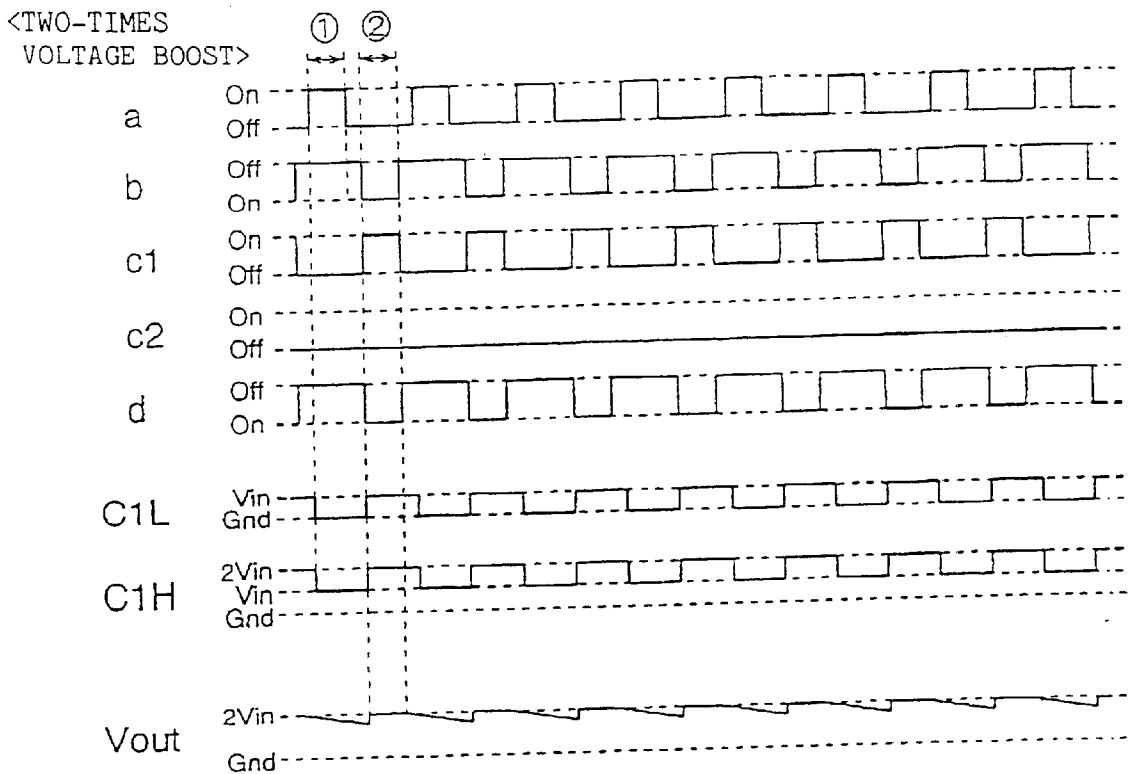 <TWO-TIMES
VOLTAGE BOOST>
① ②
a On
Off
b Off
On
c1 On
Off
c2 On
Off
d Off
On
C1L Vin
Gnd
C1H 2Vin
Vin
Gnd
Vout 2Vin
Gnd